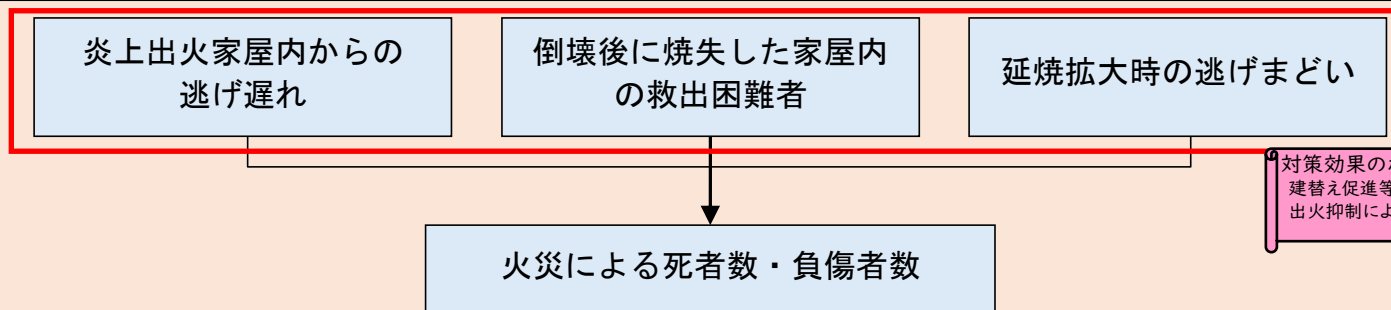 炎上出火家屋内からの
逃げ遅れ
倒壊後に焼失した家屋内
の救出困難者
延焼拡大時の逃げまどい
対策効果の
建替え促進等
出火抑制によ
火災による死者数・負傷者数